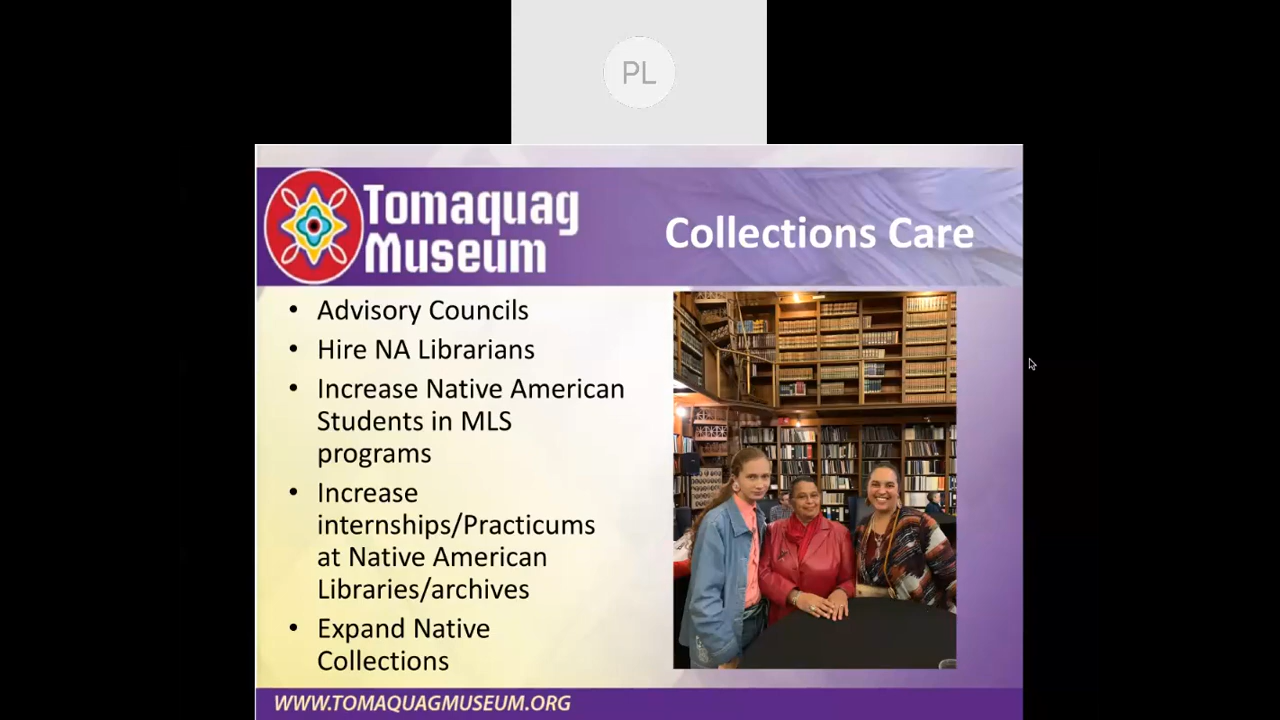 PL
Tomaquag
Museum
Collections Care
• Advisory Councils
• Hire NA Librarians
• Increase Native American
Students in MLS
programs
• Increase
internships/Practicums
at Native American
Libraries/archives
• Expand Native
Collections
WWW.TOMAQUAGMUSEUM.ORG